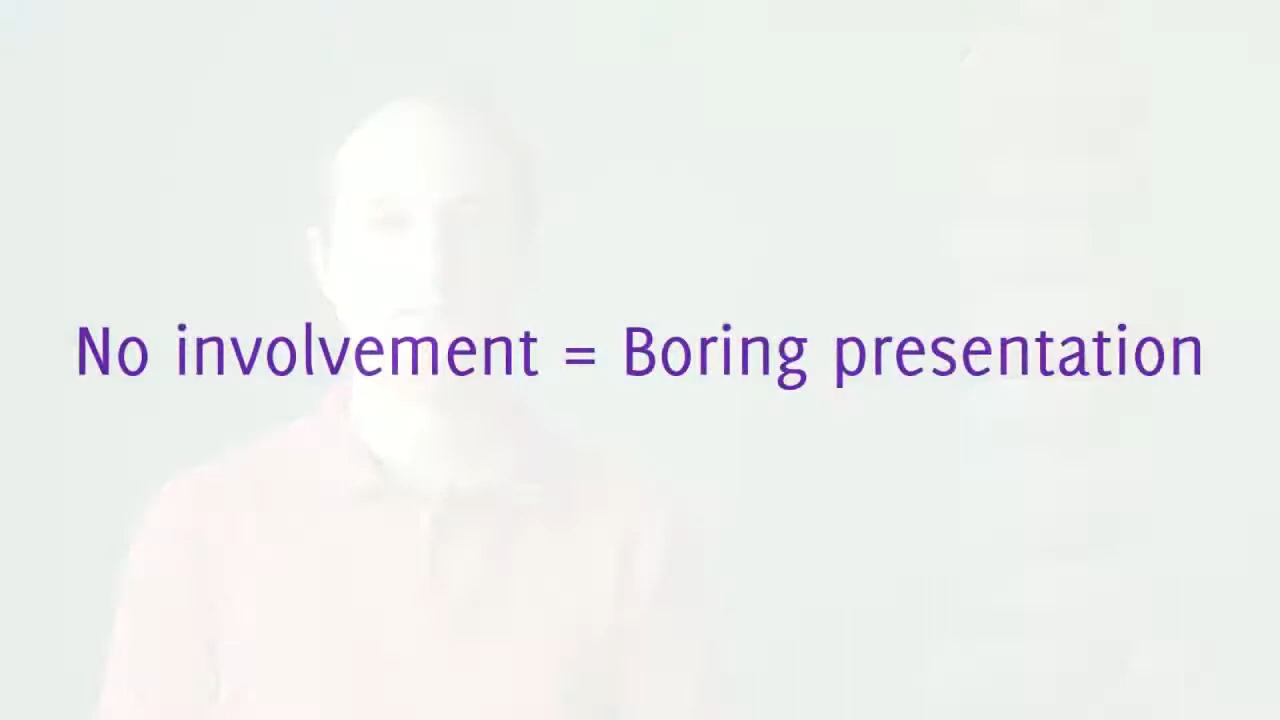 No involvement = Boring presentation